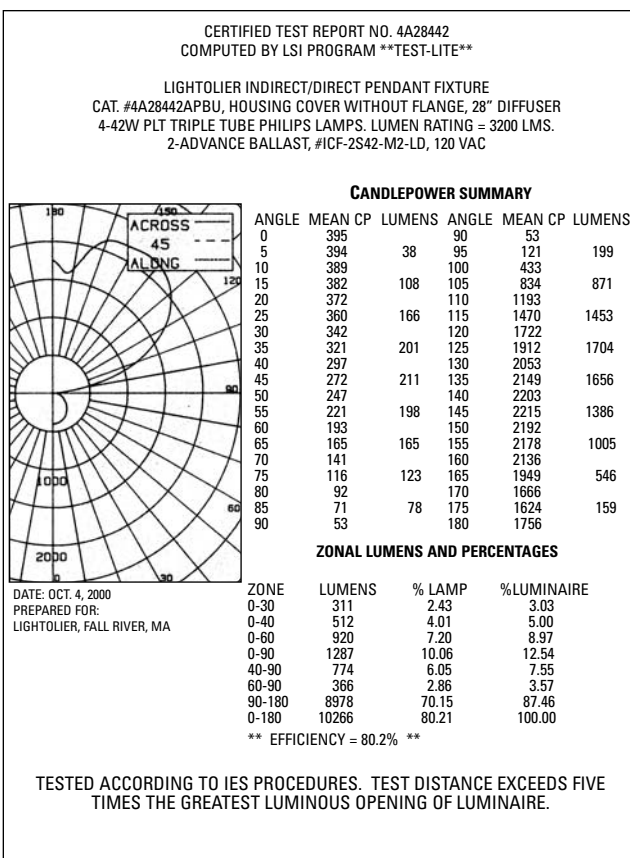 CERTIFIED TEST REPORT NO. 4A28442
COMPUTED BY LSI PROGRAM **TEST-LITE**
LIGHTOLIER INDIRECT/DIRECT PENDANT FIXTURE
CAT. #4A28442APBU, HOUSING COVER WITHOUT FLANGE, 28" DIFFUSER
4-42W PLT TRIPLE TUBE PHILIPS LAMPS. LUMEN RATING = 3200 LMS.
2-ADVANCE BALLAST, #ICF-2S42-M2-LD, 120 VAC
180 150
ACROSS
45
ALONG
120
90
1000
60
2000
0 30
DATE: OCT. 4, 2000
PREPARED FOR:
LIGHTOLIER, FALL RIVER, MA
CANDLEPOWER SUMMARY
ANGLE MEAN CP LUMENS ANGLE MEAN CP LUMENS
0 395 90 53
5 394 38 95 121 199
10 389 100 433
15 382 108 105 834 871
20 372 110 1193
25 360 166 115 1470 1453
30 342 120 1722
35 321 201 125 1912 1704
40 297 130 2053
45 272 211 135 2149 1656
50 247 140 2203
55 221 198 145 2215 1386
60 193 150 2192
65 165 165 155 2178 1005
70 141 160 2136
75 116 123 165 1949 546
80 92 170 1666
85 71 78 175 1624 159
90 53 180 1756
ZONAL LUMENS AND PERCENTAGES
ZONE LUMENS % LAMP %LUMINAIRE
0-30 311 2.43 3.03
0-40 512 4.01 5.00
0-60 920 7.20 8.97
0-90 1287 10.06 12.54
40-90 774 6.05 7.55
60-90 366 2.86 3.57
90-180 8978 70.15 87.46
0-180 10266 80.21 100.00
** EFFICIENCY = 80.2% **
TESTED ACCORDING TO IES PROCEDURES. TEST DISTANCE EXCEEDS FIVE
TIMES THE GREATEST LUMINOUS OPENING OF LUMINAIRE.